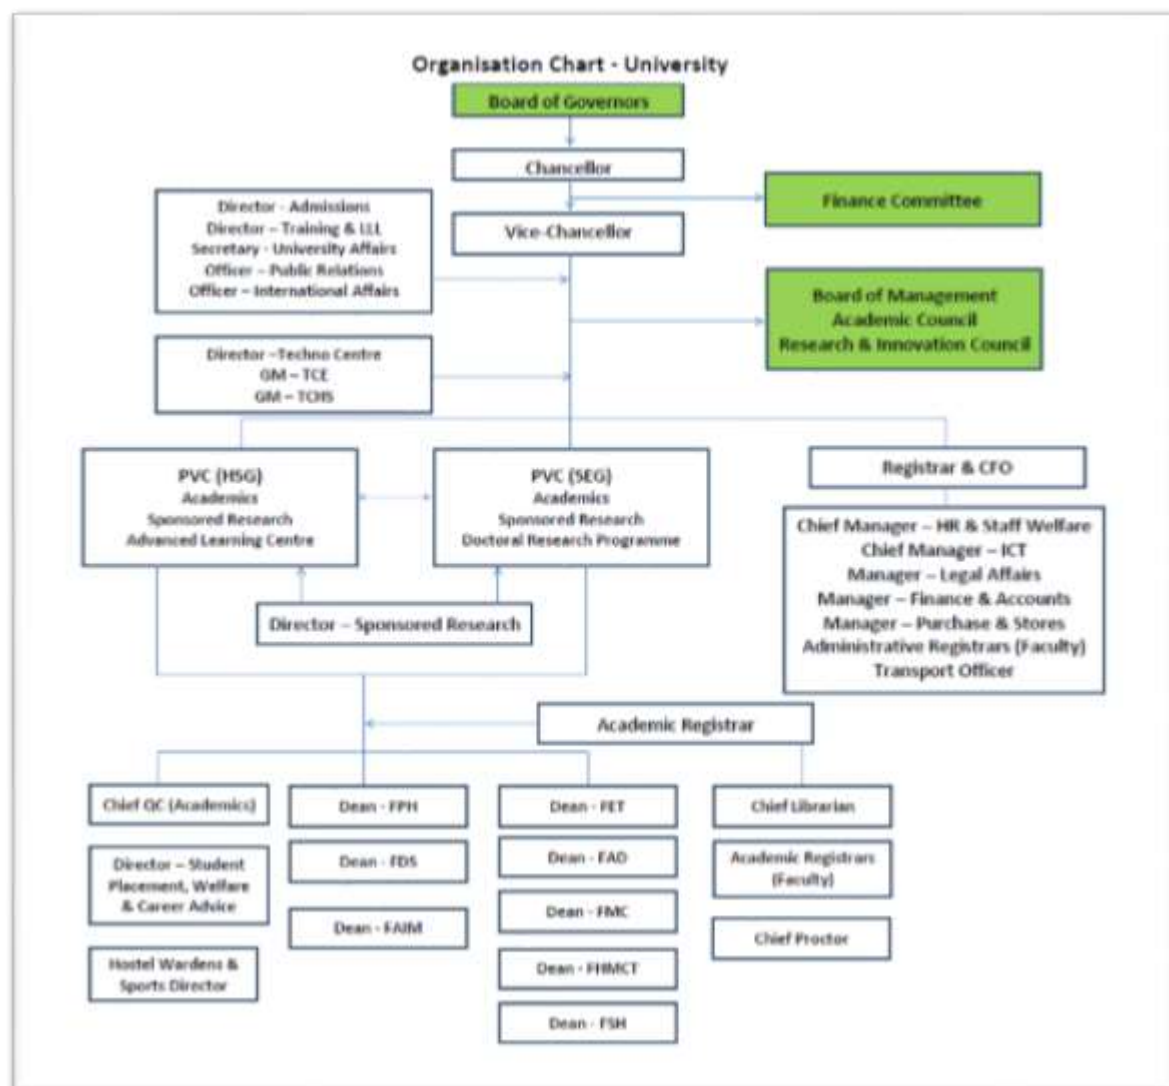 Organisation Chart - University
Board of Governors
Chancellor
Finance Committee
Vice-Chancellor
Director - Admissions
Director – Training & LLL
Secretary - University Affairs
Officer – Public Relations
Officer – International Affairs
Board of Management
Academic Council
Research & Innovation Council
Director –Techno Centre
GM – TCE
GM – TCHS
PVC (HSG)
Academics
Sponsored Research
Advanced Learning Centre
PVC (SEG)
Academics
Sponsored Research
Doctoral Research Programme
Registrar & CFO
Chief Manager – HR & Staff Welfare
Chief Manager – ICT
Manager – Legal Affairs
Manager – Finance & Accounts
Manager – Purchase & Stores
Administrative Registrars (Faculty)
Transport Officer
Director – Sponsored Research
Academic Registrar
Chief QC (Academics)
Director – Student
Placement, Welfare
& Career Advice
Hostel Wardens &
Sports Director
Dean - FPH
Dean - FDS
Dean - FAIM
Dean - FET
Dean - FAD
Dean - FMC
Dean - FHMCT
Dean - FSH
Chief Librarian
Academic Registrars
(Faculty)
Chief Proctor